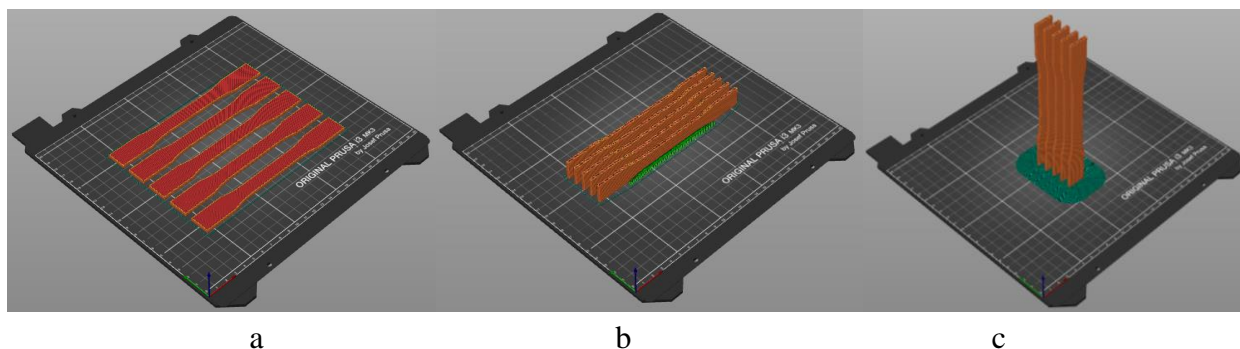 ORIGINAL PRUSA i3 MK3
by Josef Prusa
ORIGINAL PRUSA i3 MK3
by Josef Prusa
ORIGINAL PRUSA i3 MK3
by Josef Prusa
a
b
c